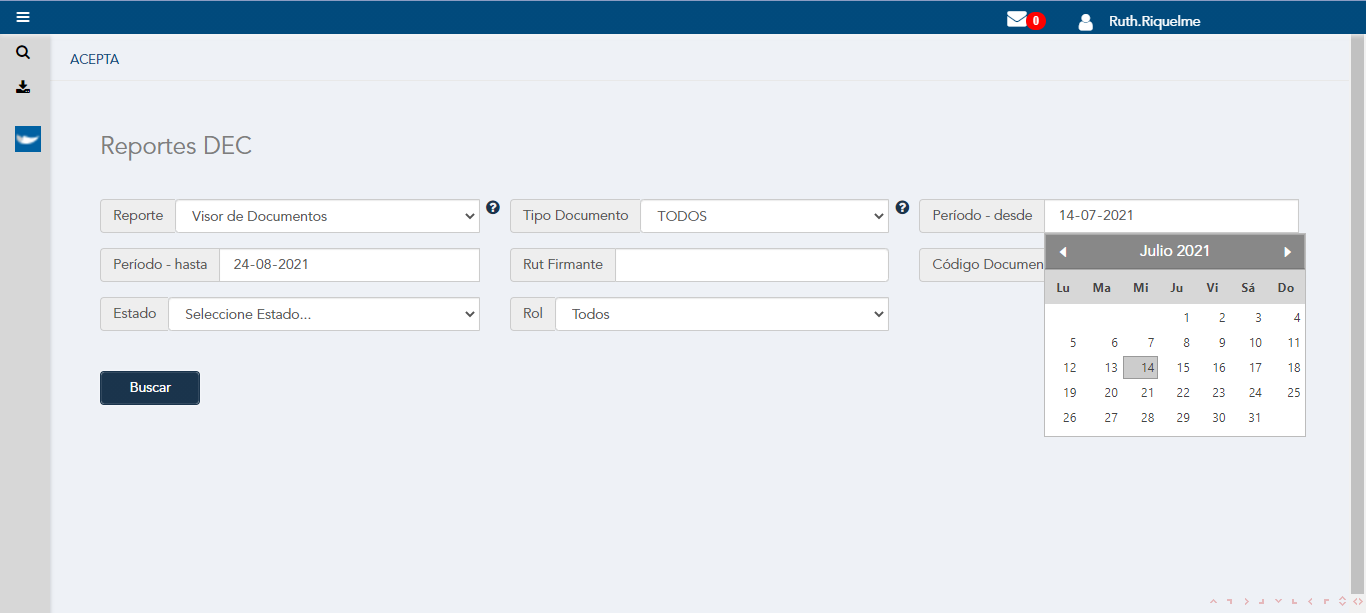 0 Ruth.Riquelme
ACEPTA
Reportes DEC
Reporte Visor de Documentos Tipo Documento TODOS Período - desde 14-07-2021
Período - hasta 24-08-2021 Rut Firmante Código Documen
Estado Seleccione Estado... Rol Todos
Buscar
Julio 2021
Lu Ma Mi Ju Vi Sá Do
1 2 3 4
5 6 7 8 9 10 11
12 13 14 15 16 17 18
19 20 21 22 23 24 25
26 27 28 29 30 31